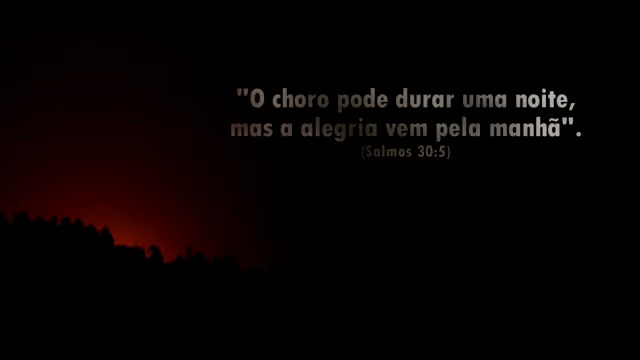 "O choro pode durar uma noite,
mas a alegria vem pela manhã".
(Salmos 30:5)